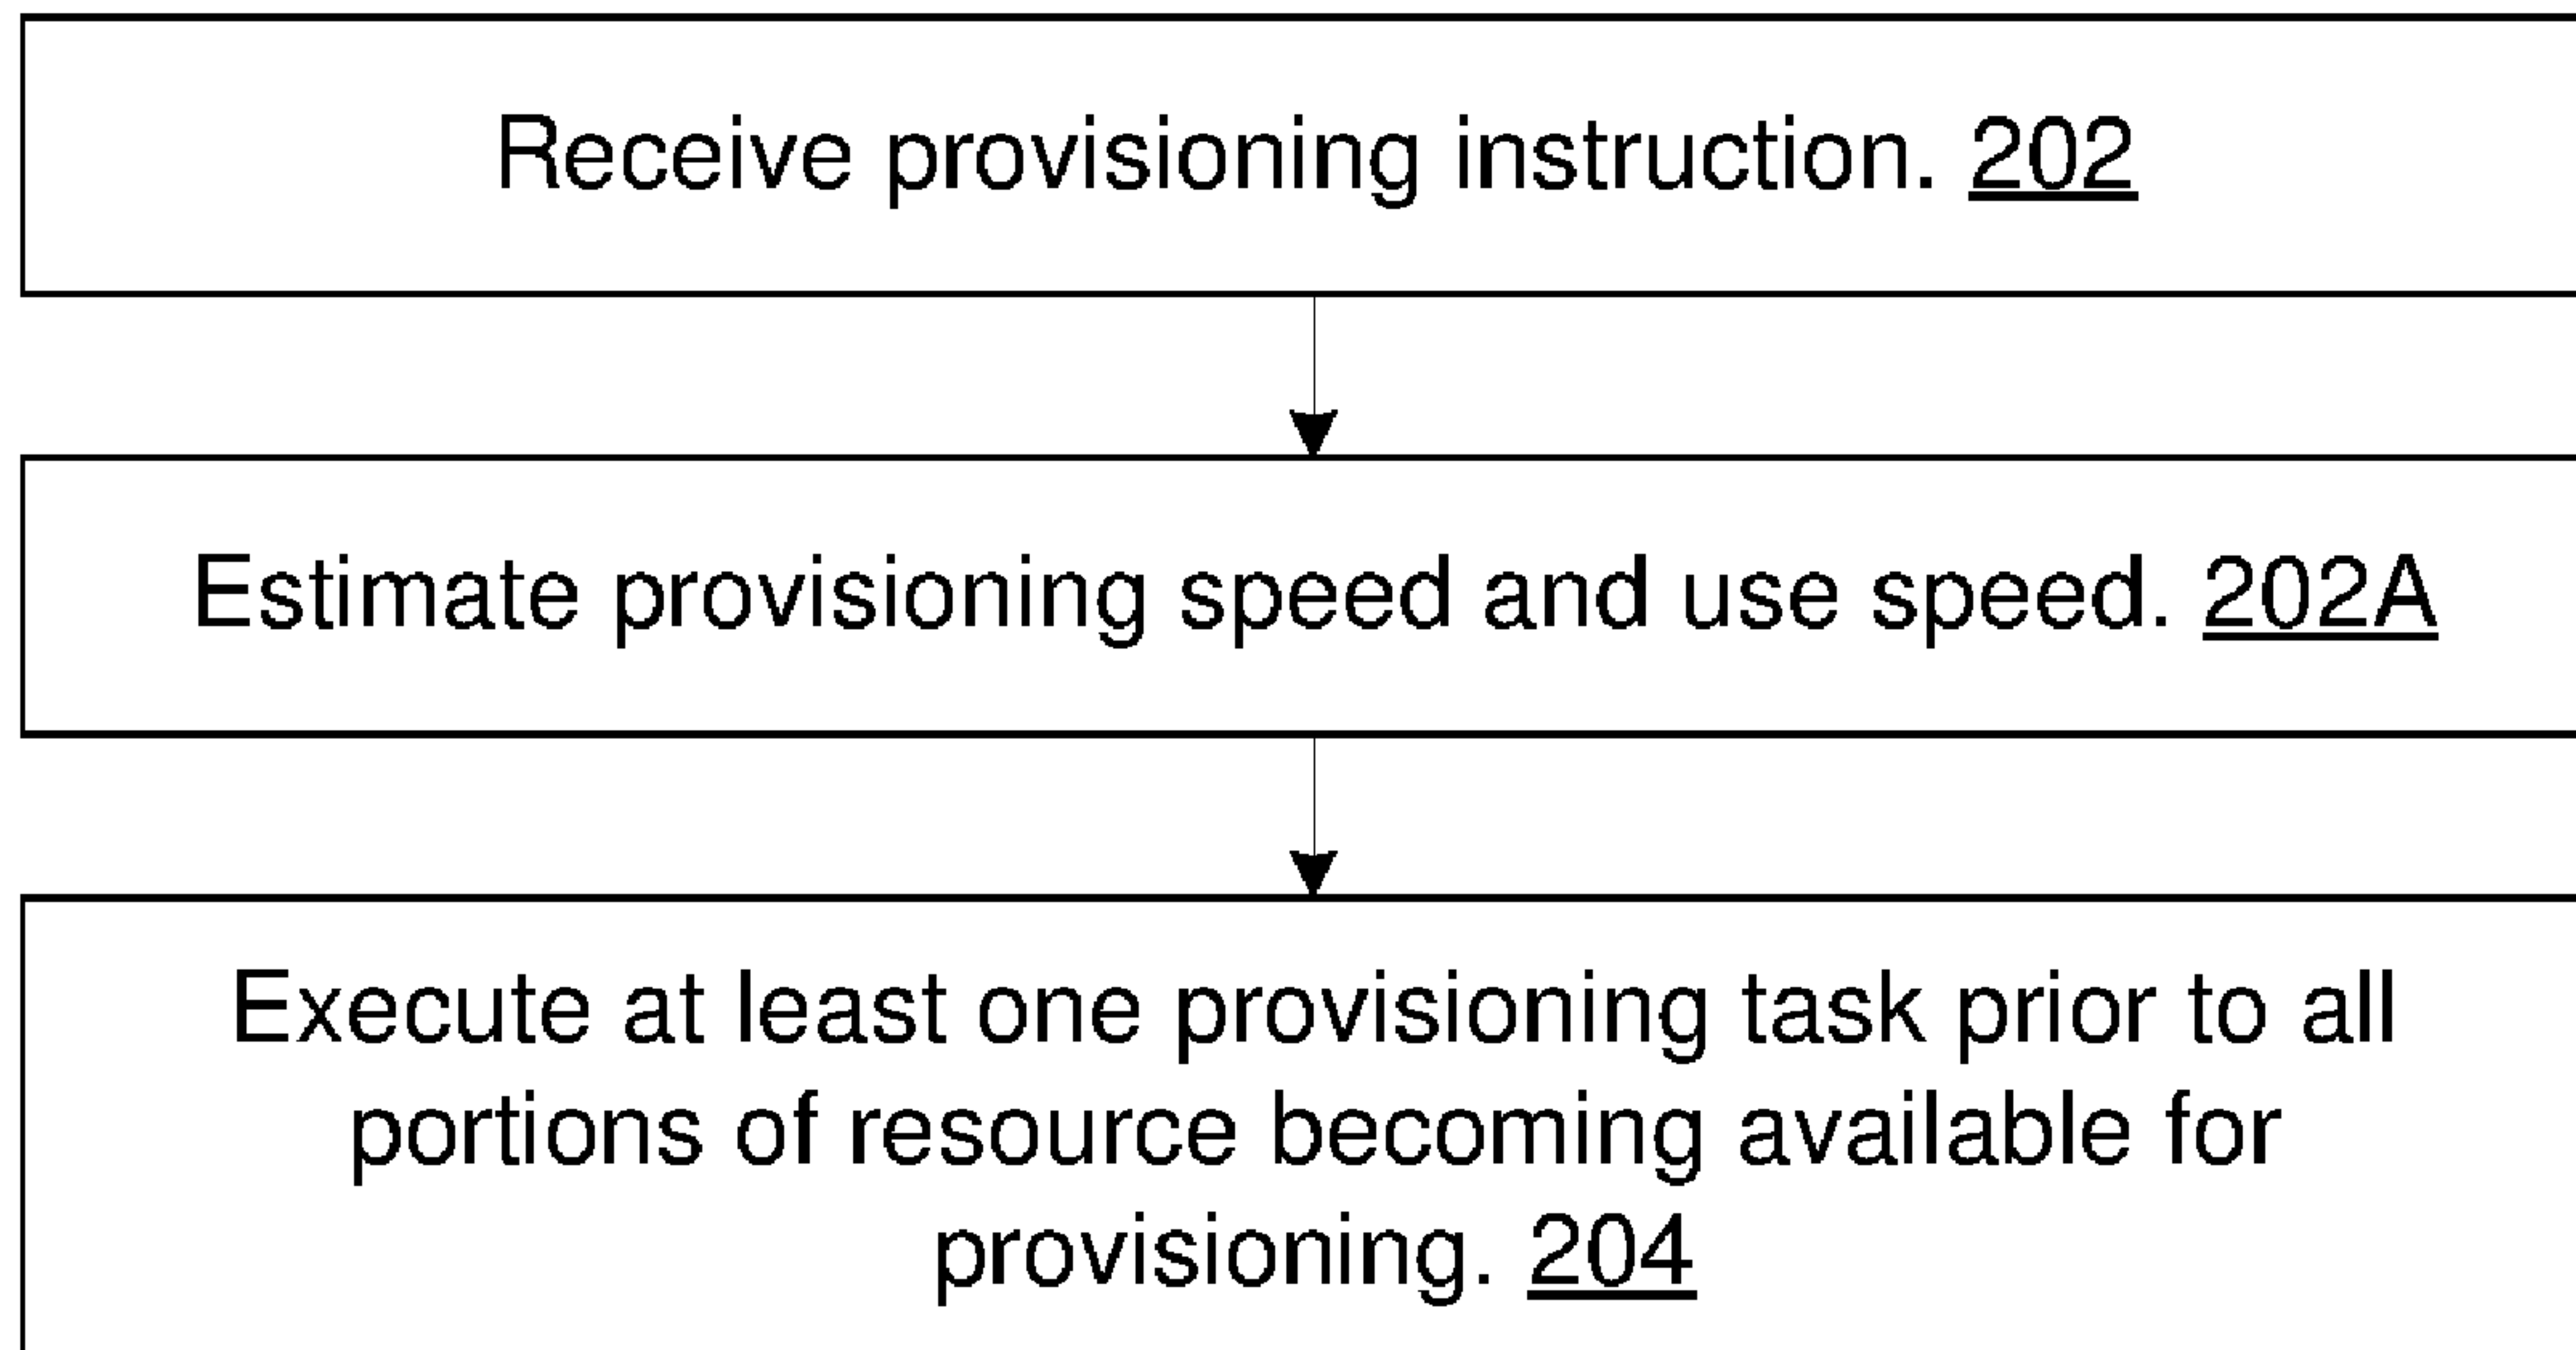 Receive provisioning instruction. 202
Estimate provisioning speed and use speed. 202A
Execute at least one provisioning task prior to all
portions of resource becoming available for
provisioning. 204